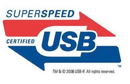 SUPERSPEED
CERTIFIED
USB
TM & © 2008 USB-IF. All rights reserved.